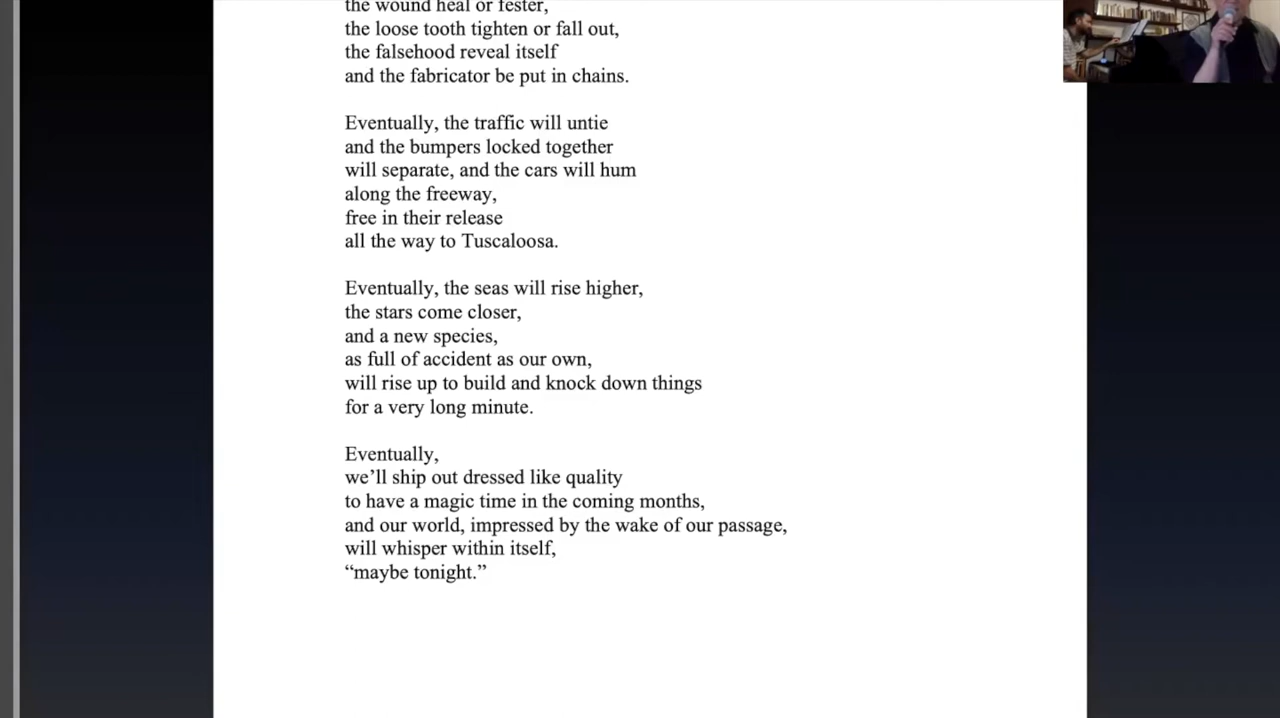 the wound heal or fester,
the loose tooth tighten or fall out,
the falsehood reveal itself
and the fabricator be put in chains.
Eventually, the traffic will untie
and the bumpers locked together
will separate, and the cars will hum
along the freeway,
free in their release
all the way to Tuscaloosa.
Eventually, the seas will rise higher,
the stars come closer,
and a new species,
as full of accident as our own,
will rise up to build and knock down things
for a very long minute.
Eventually,
we’ll ship out dressed like quality
to have a magic time in the coming months,
and our world, impressed by the wake of our passage,
will whisper within itself,
“maybe tonight.”